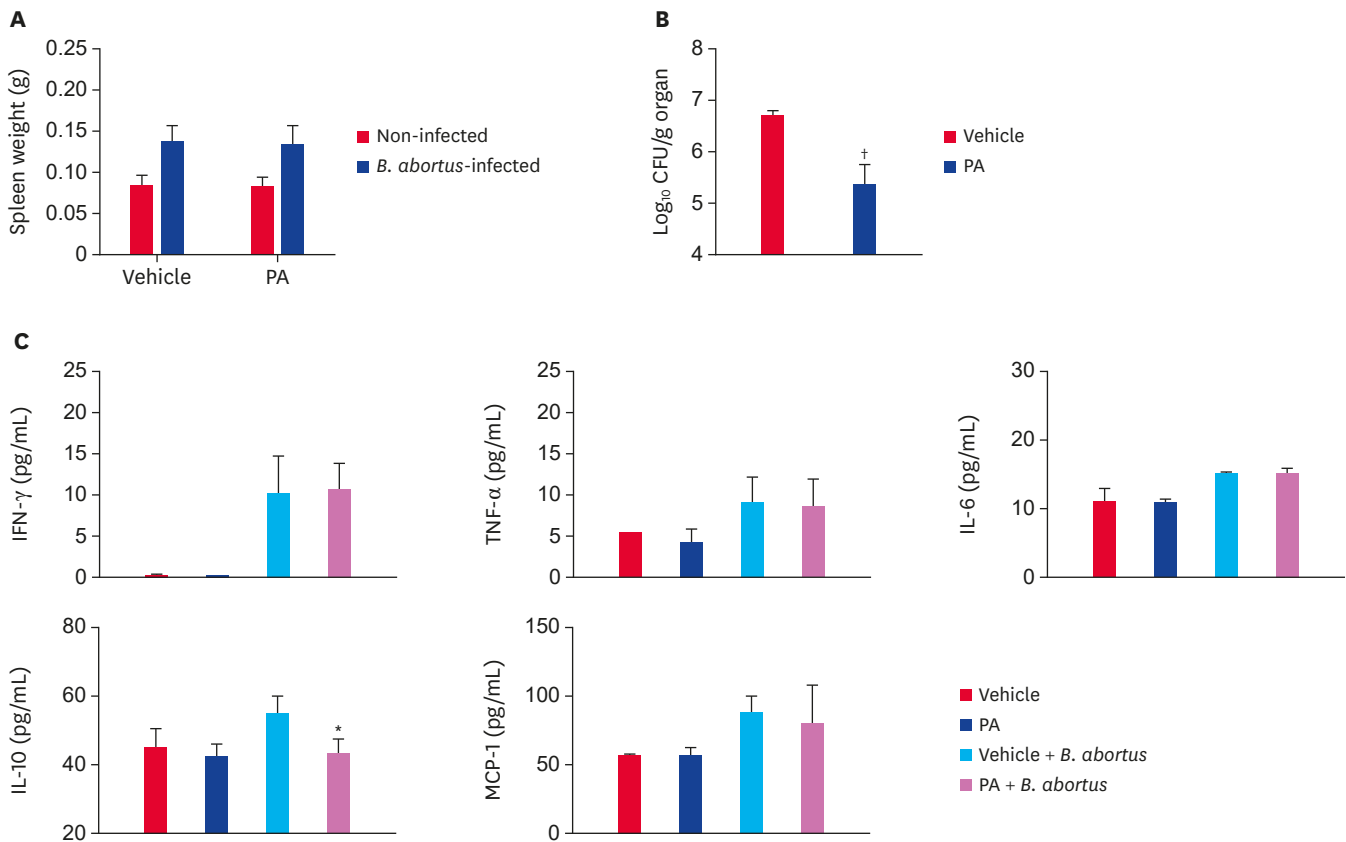 A
Spleen weight (g)
0.25
0.20
0.15
0.10
0.05
0
Vehicle
PA
Non-infected
B. abortus-infected
B
Log₁₀ CFU/g organ
8
7
6
5
4
†
Vehicle
PA
C
IFN-γ (pg/mL)
25
20
15
10
5
0
TNF-α (pg/mL)
25
20
15
10
5
0
IL-6 (pg/mL)
30
20
10
0
IL-10 (pg/mL)
80
60
40
20
*
MCP-1 (pg/mL)
150
100
50
0
Vehicle
PA
Vehicle + B. abortus
PA + B. abortus